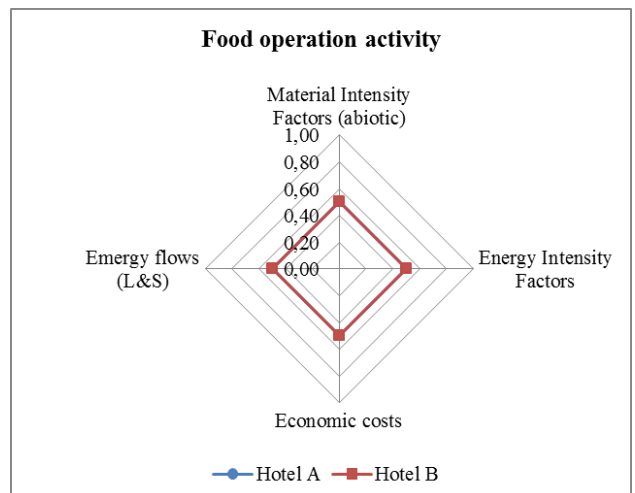 Food operation activity
Material Intensity
Factors (abiotic)
1,00
0,80
0,60
0,40
0,20
0,00
Emergy flows
(L&S)
Energy Intensity
Factors
Economic costs
Hotel A
Hotel B